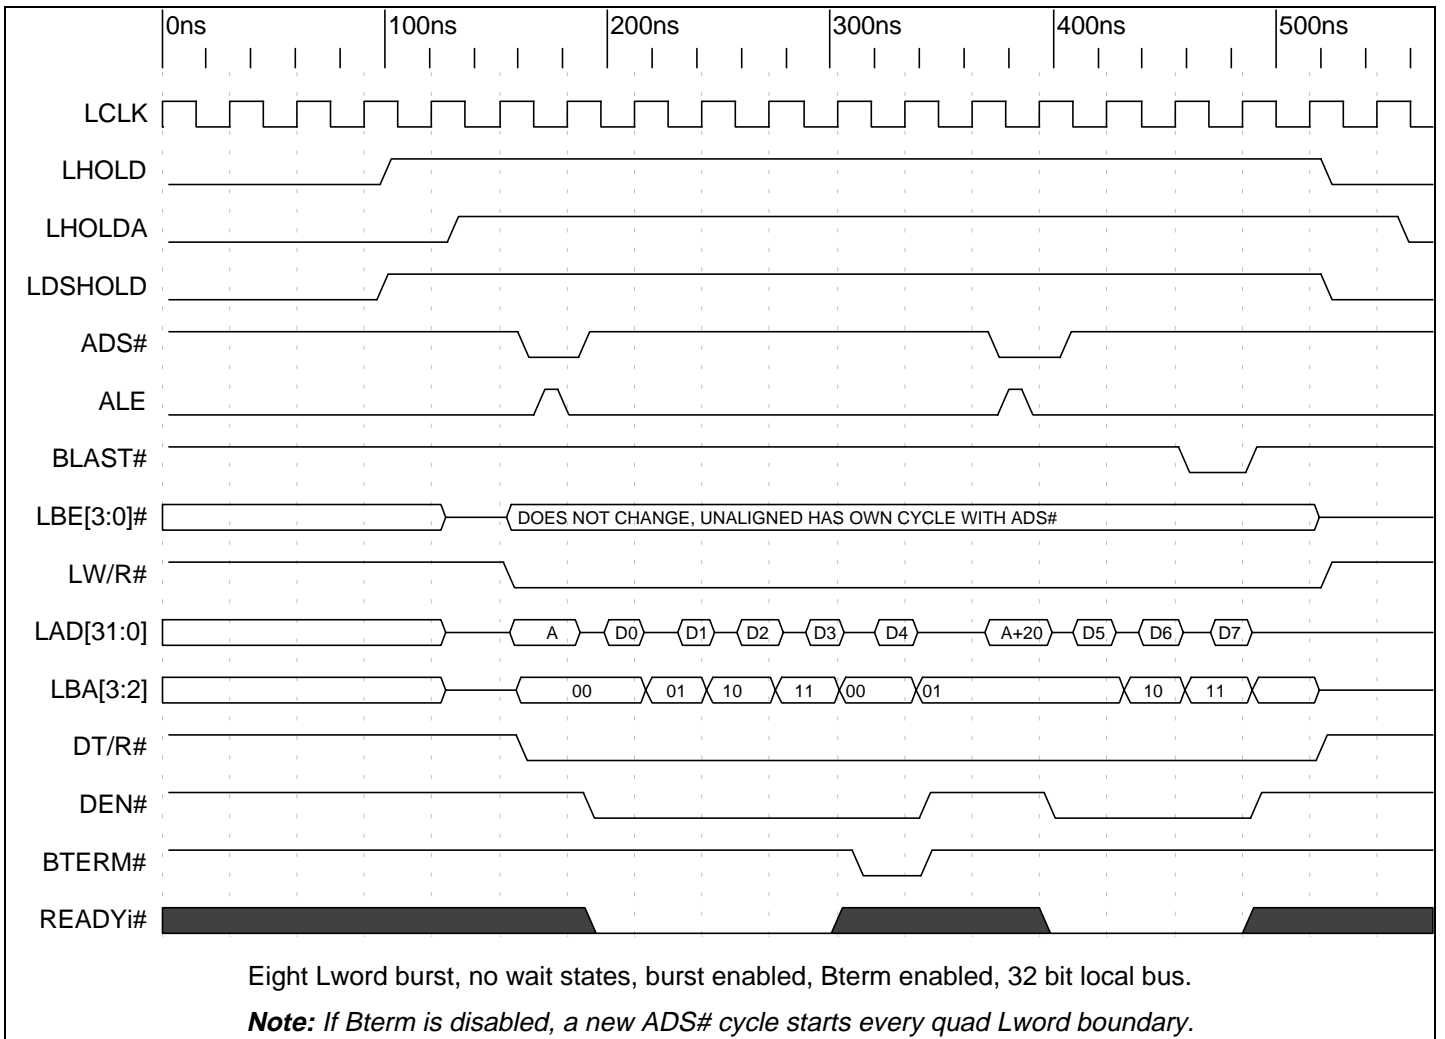 0ns 100ns 200ns 300ns 400ns 500ns
LCLK
LHOLD
LHOLDA
LDSHOLD
ADS#
ALE
BLAST#
LBE[3:0]# DOES NOT CHANGE, UNALIGNED HAS OWN CYCLE WITH ADS#
LW/R#
LAD[31:0] A D0 D1 D2 D3 D4 A+20 D5 D6 D7
LBA[3:2] 00 01 10 11 00 01 10 11
DT/R#
DEN#
BTERM#
READYi#
Eight Lword burst, no wait states, burst enabled, Bterm enabled, 32 bit local bus.
Note: If Bterm is disabled, a new ADS# cycle starts every quad Lword boundary.